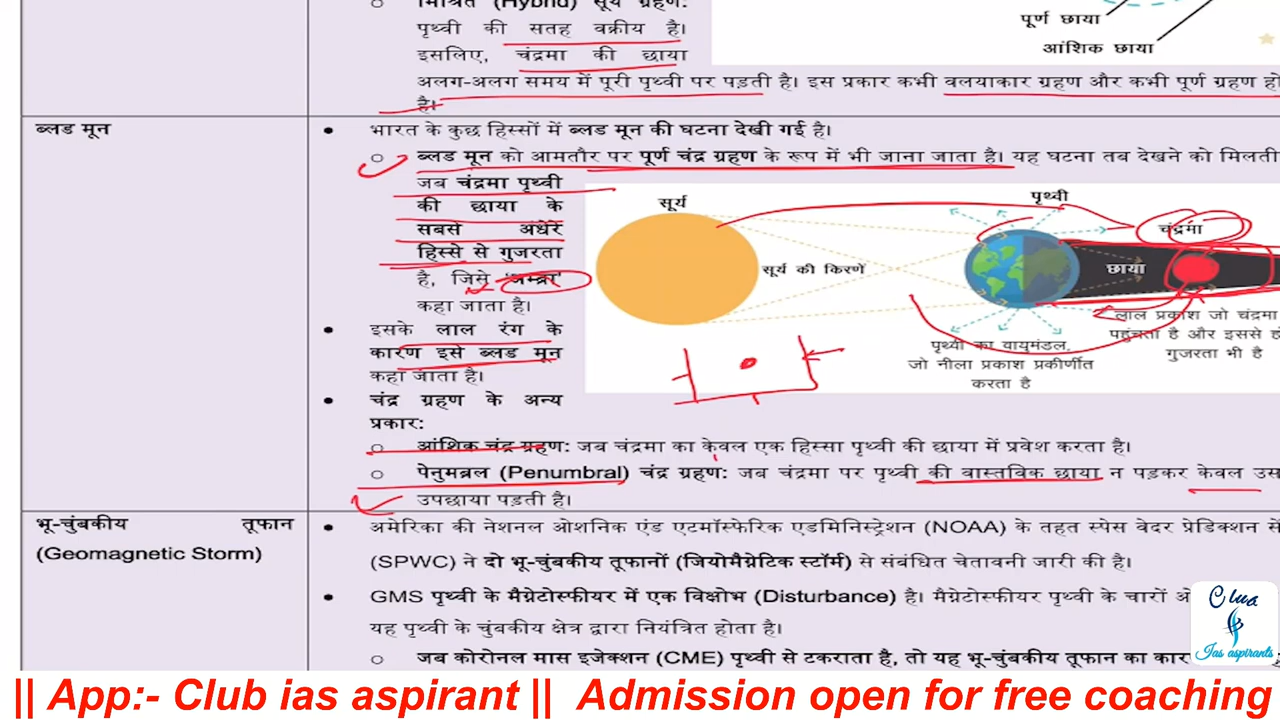 मिश्रित (Hybrid) सूर्य ग्रहण:
पृथ्वी की सतह वक्रीय है।
इसलिए, चंद्रमा की छाया
अलग-अलग समय में पूरी पृथ्वी पर पड़ती है। इस प्रकार कभी वलयाकार ग्रहण और कभी पूर्ण ग्रहण हो
है।
पूर्ण छाया
आंशिक छाया
ब्लड मून
भारत के कुछ हिस्सों में ब्लड मून की घटना देखी गई है।
ब्लड मून को आमतौर पर पूर्ण चंद्र ग्रहण के रूप में भी जाना जाता है। यह घटना तब देखने को मिलती
जब चंद्रमा पृथ्वी
की छाया के
सबसे अंधेरे
हिस्से से गुजरता
है, जिसे 'अम्ब्रा'
कहा जाता है।
इसके लाल रंग के
कारण इसे ब्लड मून
कहा जाता है।
चंद्र ग्रहण के अन्य
प्रकार:
सूर्य
सूर्य की किरणें
पृथ्वी
चंद्रमा
छाया
पृथ्वी का वायुमंडल,
जो नीला प्रकाश प्रकीर्णीत
करता है
लाल प्रकाश जो चंद्रमा
पहुंचता है और इससे हो
गुजरता भी है
आंशिक चंद्र ग्रहण: जब चंद्रमा का केवल एक हिस्सा पृथ्वी की छाया में प्रवेश करता है।
पेनुमब्रल (Penumbral) चंद्र ग्रहण: जब चंद्रमा पर पृथ्वी की वास्तविक छाया न पड़कर केवल उस
उपछाया पड़ती है।
भू-चुंबकीय तूफान
(Geomagnetic Storm)
अमेरिका की नेशनल ओशनिक एंड एटमॉस्फेरिक एडमिनिस्ट्रेशन (NOAA) के तहत स्पेस वेदर प्रेडिक्शन से
(SPWC) ने दो भू-चुंबकीय तूफानों (जियोमैग्नेटिक स्टॉर्म) से संबंधित चेतावनी जारी की है।
GMS पृथ्वी के मैग्नेटोस्फीयर में एक विक्षोभ (Disturbance) है। मैग्नेटोस्फीयर पृथ्वी के चारों ओ
यह पृथ्वी के चुंबकीय क्षेत्र द्वारा नियंत्रित होता है।
जब कोरोनल मास इजेक्शन (CME) पृथ्वी से टकराता है, तो यह भू-चुंबकीय तूफान का कार
Club
Ias aspirants
|| App:- Club ias aspirant || Admission open for free coaching